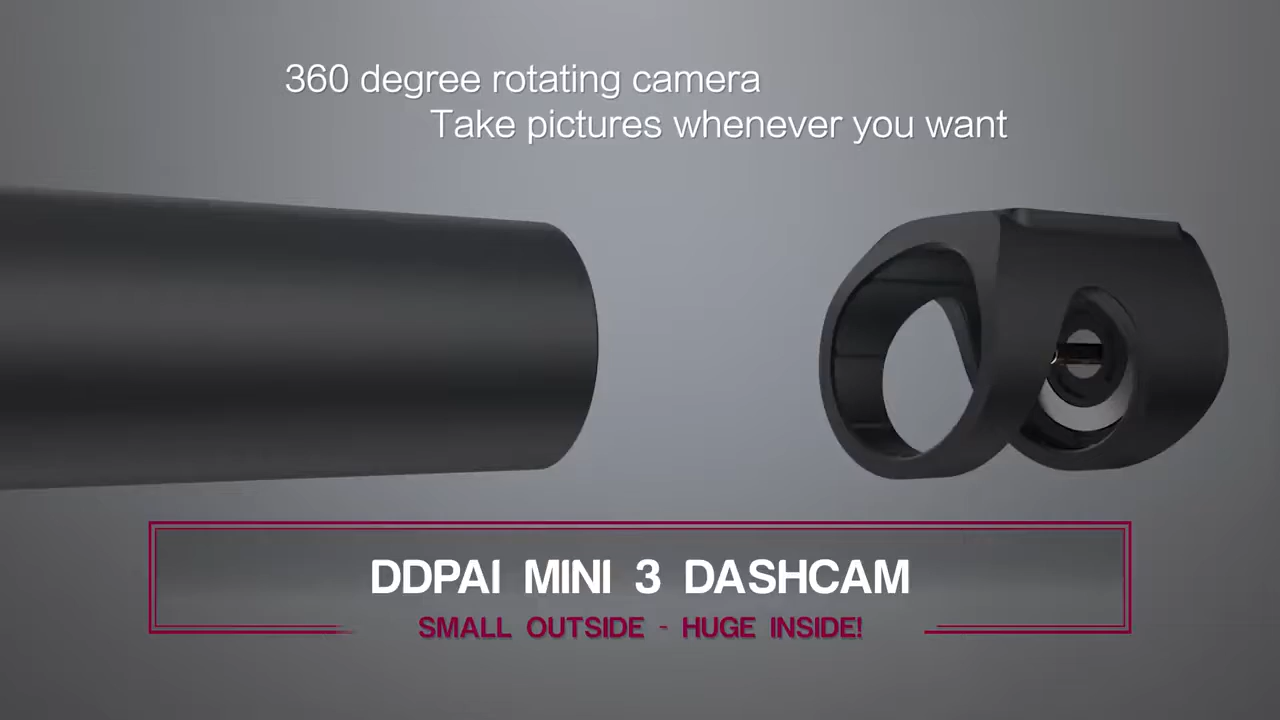 360 degree rotating camera
Take pictures whenever you want
DDPAI MINI 3 DASHCAM
SMALL OUTSIDE - HUGE INSIDE!